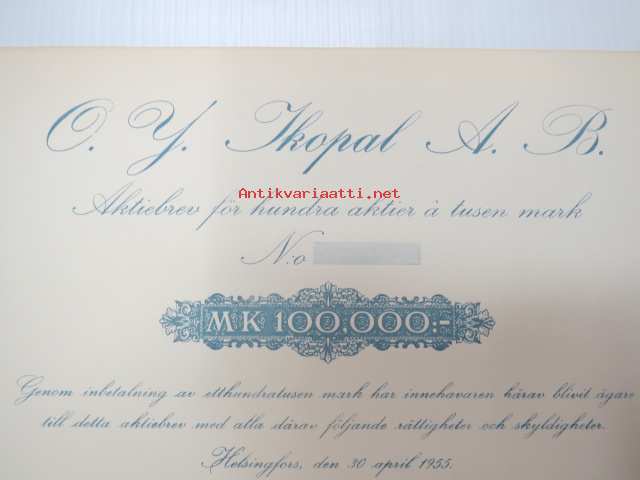 O. Y. Ikopal A. B.
Antikvariaatti.net
Aktiebrev för hundra aktier à tusen mark
N:o
MK 100,000:-
Genom inbetalning av etthundratusen mark har innehavaren härav blivit ägare
till detta aktiebrev med alla därav följande rättigheter och skyldigheter.
Helsingfors, den 30 april 1955.